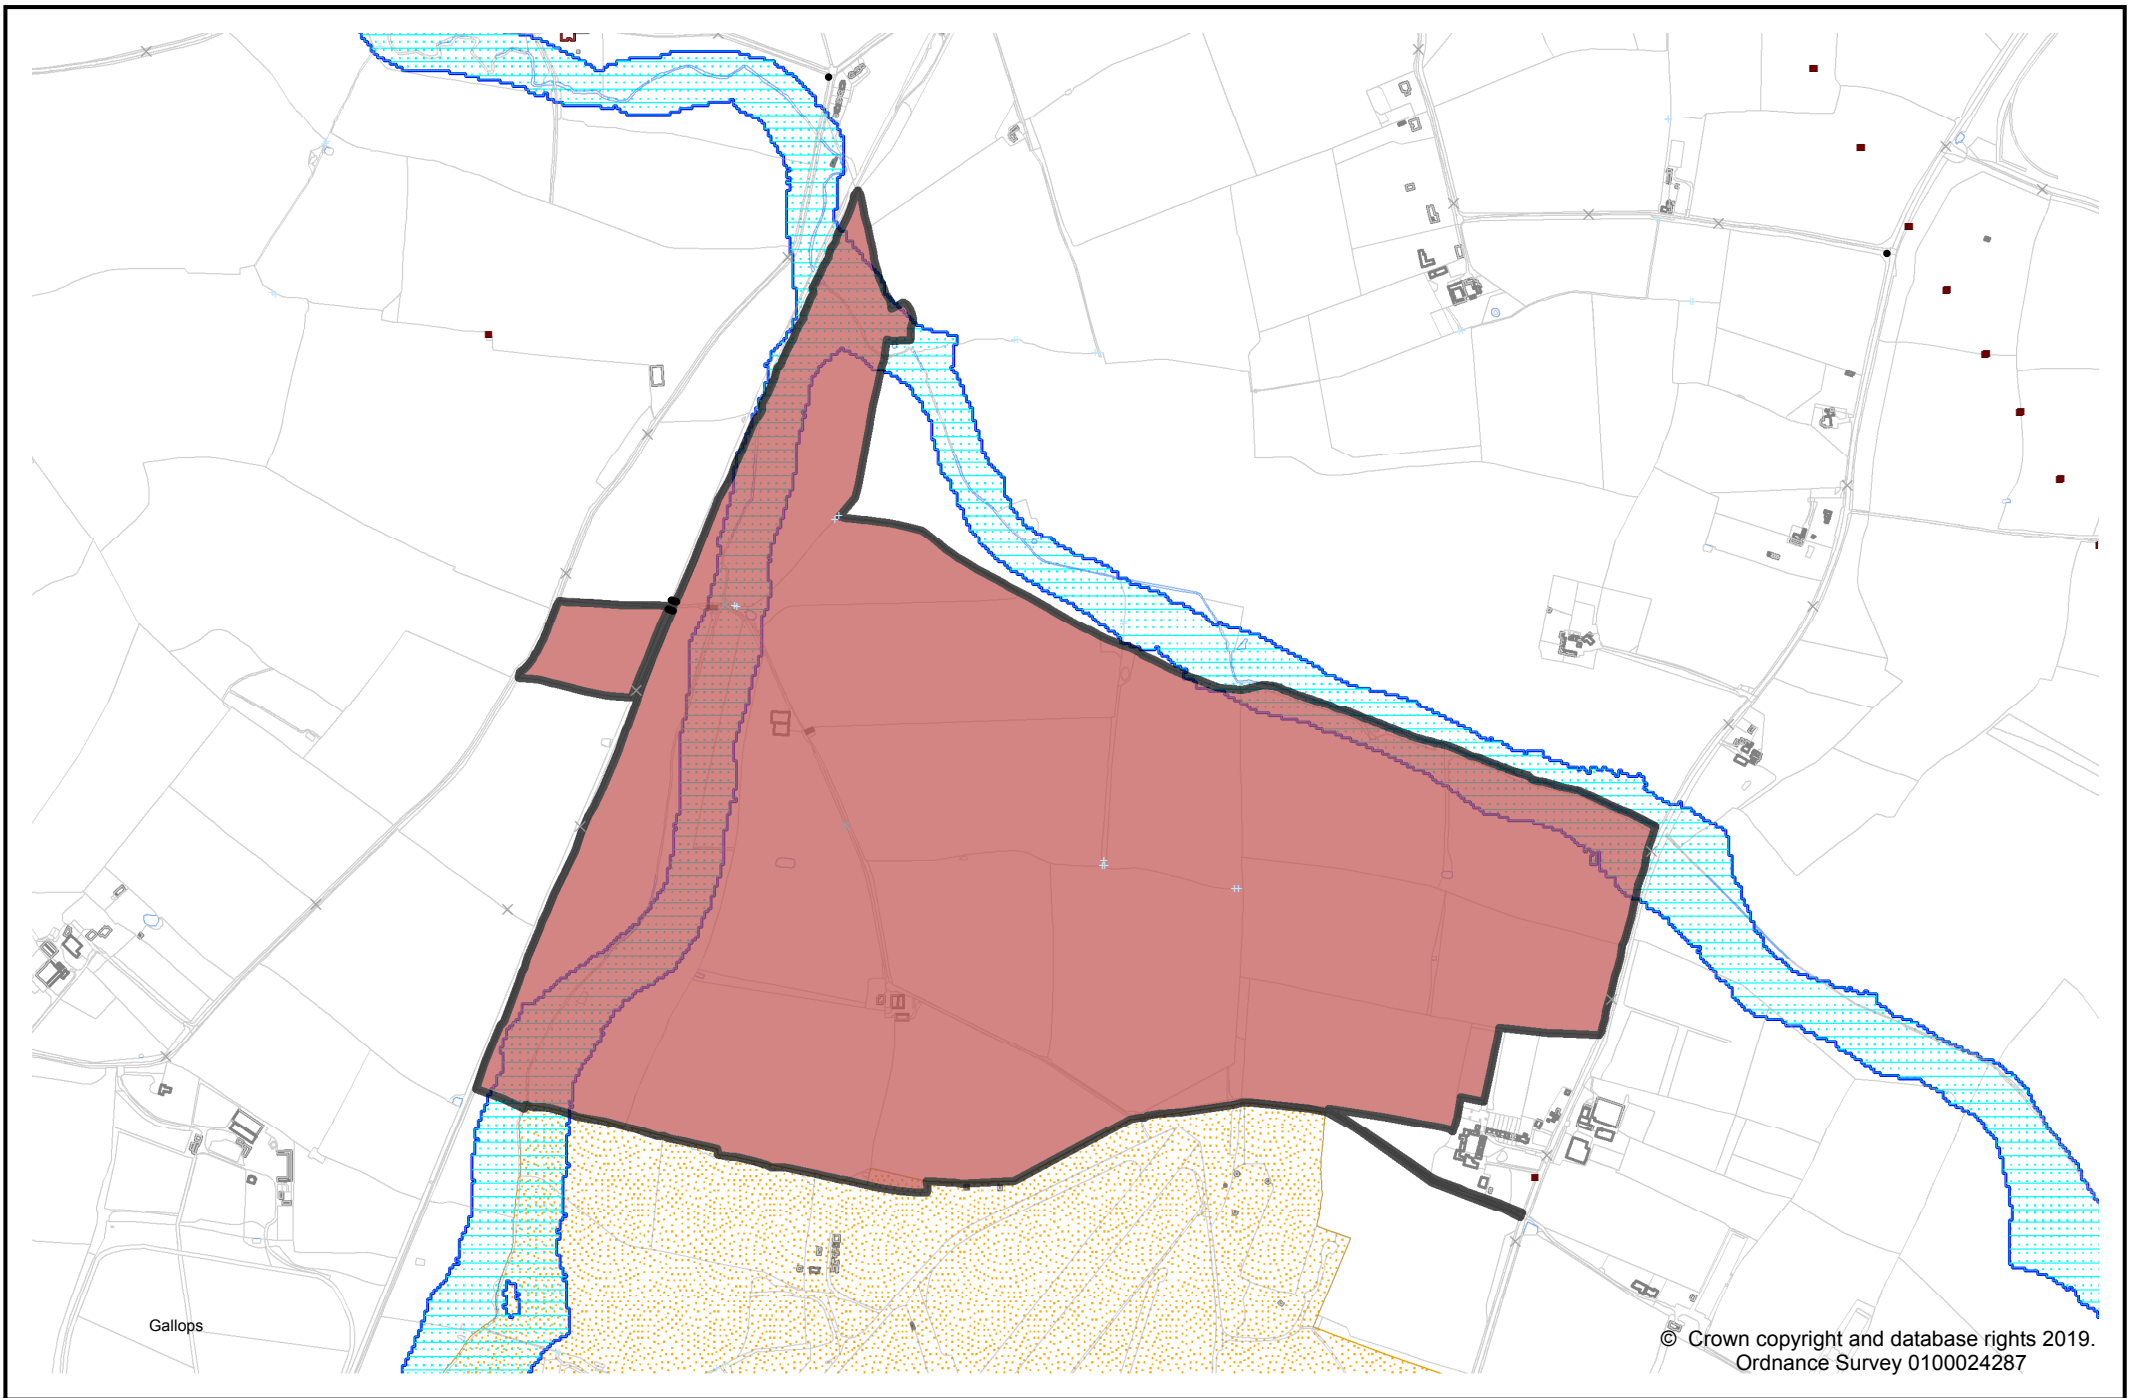 Gallops
© Crown copyright and database rights 2019.
Ordnance Survey 0100024287